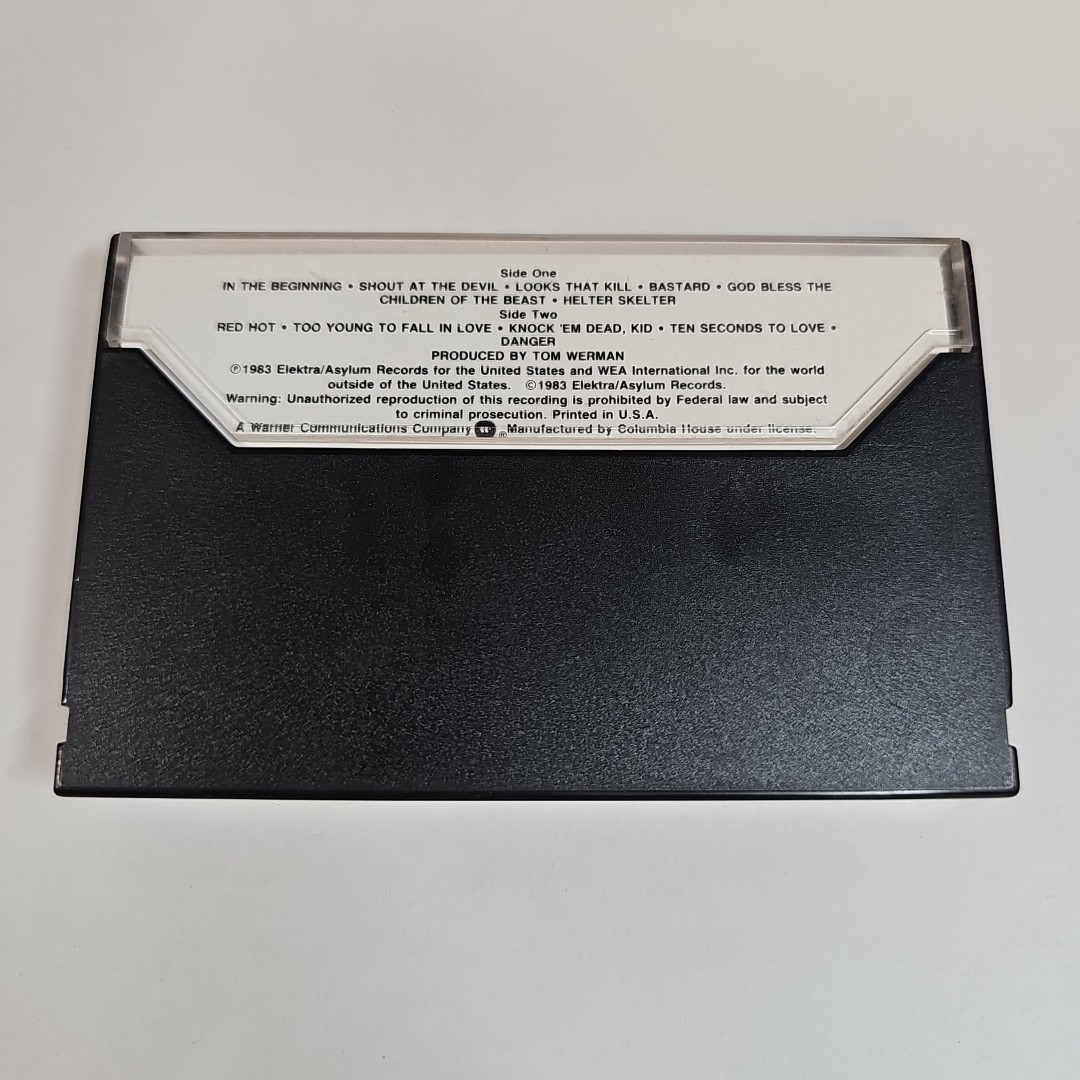 Side One
IN THE BEGINNING • SHOUT AT THE DEVIL • LOOKS THAT KILL • BASTARD • GOD BLESS THE
CHILDREN OF THE BEAST • HELTER SKELTER
Side Two
RED HOT • TOO YOUNG TO FALL IN LOVE • KNOCK 'EM DEAD, KID • TEN SECONDS TO LOVE •
DANGER
PRODUCED BY TOM WERMAN
℗1983 Elektra/Asylum Records for the United States and WEA International Inc. for the world
outside of the United States. ©1983 Elektra/Asylum Records.
Warning: Unauthorized reproduction of this recording is prohibited by Federal law and subject
to criminal prosecution. Printed in U.S.A.
A Warner Communications Company ® Manufactured by Columbia House under license.